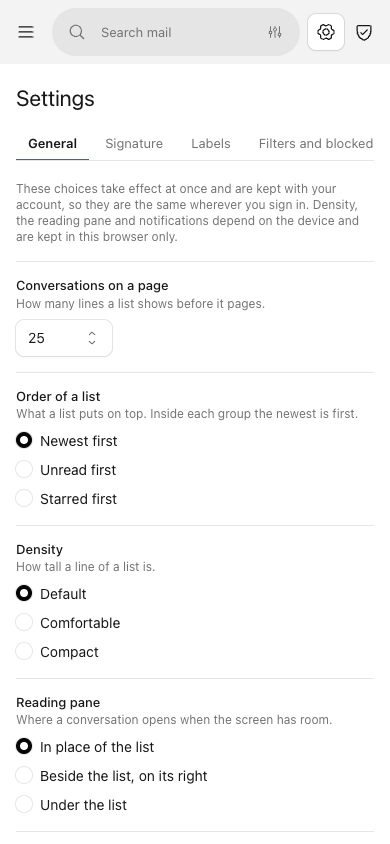 Search mail
Settings
General Signature Labels Filters and blocked
These choices take effect at once and are kept with your
account, so they are the same wherever you sign in. Density,
the reading pane and notifications depend on the device and
are kept in this browser only.
Conversations on a page
How many lines a list shows before it pages.
25
Order of a list
What a list puts on top. Inside each group the newest is first.
Newest first
Unread first
Starred first
Density
How tall a line of a list is.
Default
Comfortable
Compact
Reading pane
Where a conversation opens when the screen has room.
In place of the list
Beside the list, on its right
Under the list